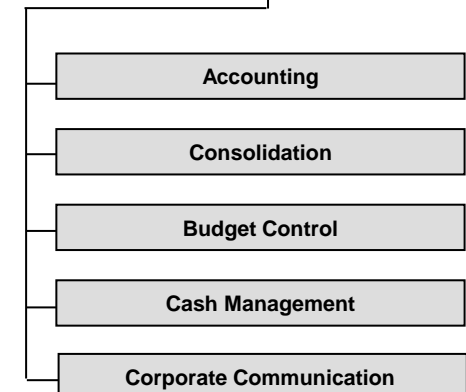 Accounting
Consolidation
Budget Control
Cash Management
Corporate Communication